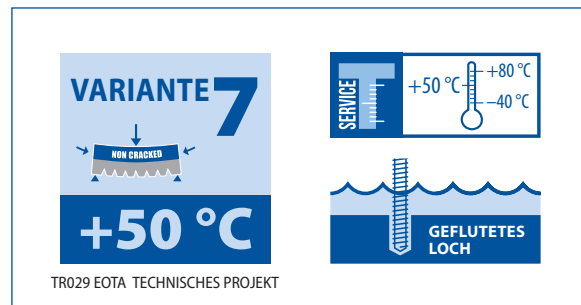 VARIANTE 7
NON CRACKED
+50 °C
TR029 EOTA TECHNISCHES PROJEKT
SERVICE
T
+50 °C
+80 °C
–40 °C
GEFLUTETES
LOCH